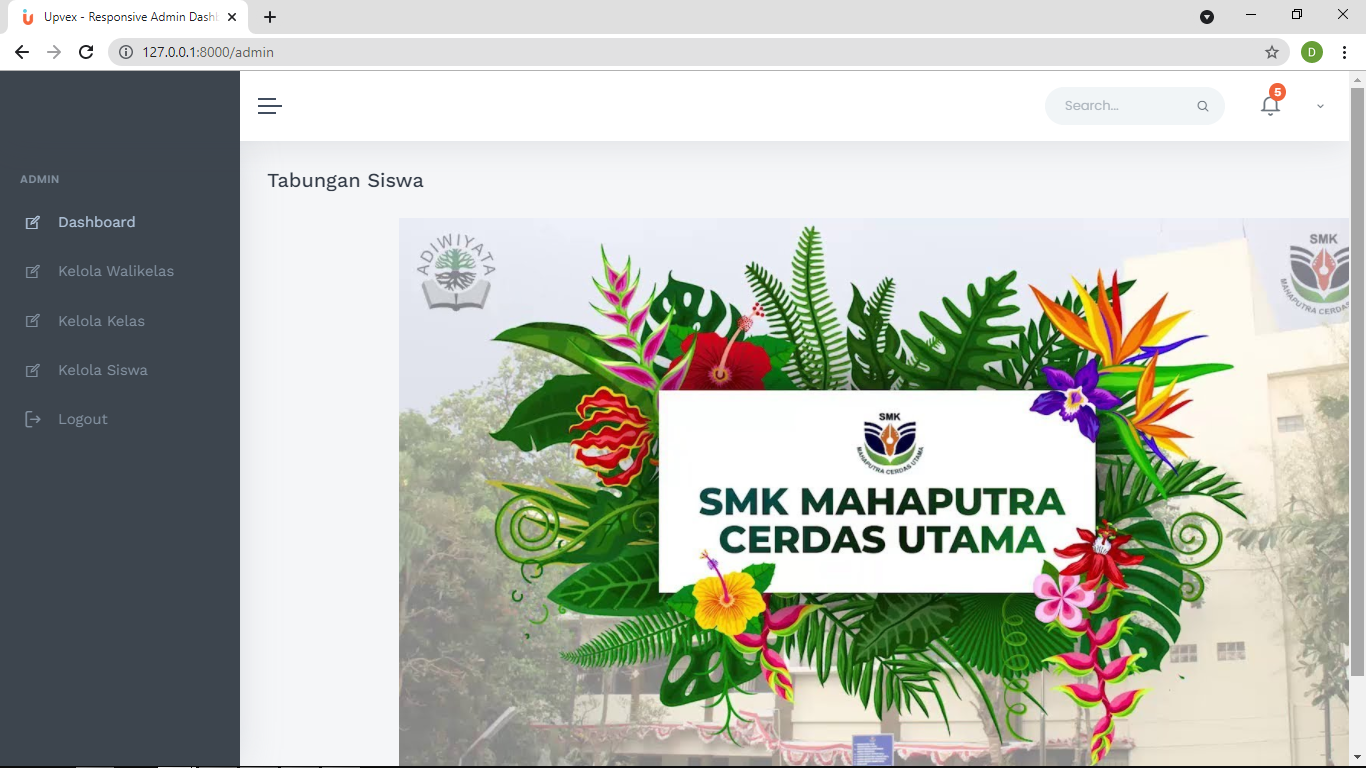 Upvex - Responsive Admin Dash
127.0.0.1:8000/admin
D
Search...
5
ADMIN
Dashboard
Kelola Walikelas
Kelola Kelas
Kelola Siswa
Logout
Tabungan Siswa
ADIWIYATA
SMK
MAHAPUTRA CERDAS
SMK
MAHAPUTRA CERDAS UTAMA
SMK MAHAPUTRA
CERDAS UTAMA